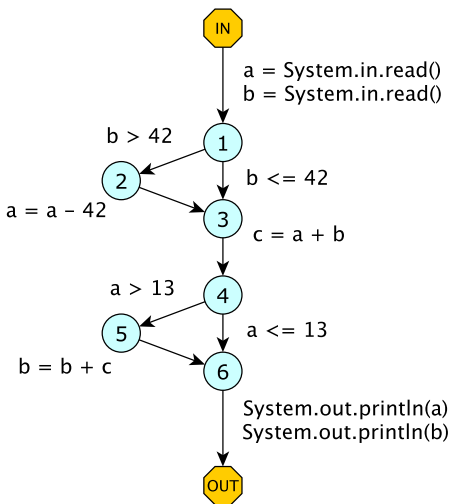 IN
a = System.in.read()
b = System.in.read()
b > 42
1
2
b <= 42
a = a – 42
3
c = a + b
a > 13
4
5
a <= 13
b = b + c
6
System.out.println(a)
System.out.println(b)
OUT